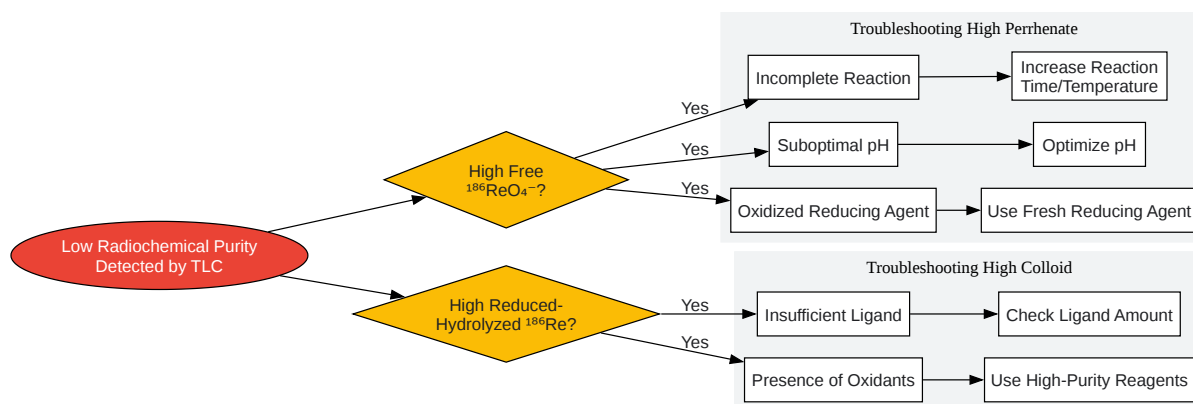 Low Radiochemical Purity
Detected by TLC
High Free
¹⁸⁶ReO₄⁻?
High Reduced-
Hydrolyzed ¹⁸⁶Re?
Yes
Yes
Yes
Yes
Yes
Troubleshooting High Perrhenate
Incomplete Reaction
Increase Reaction
Time/Temperature
Suboptimal pH
Optimize pH
Oxidized Reducing Agent
Use Fresh Reducing Agent
Troubleshooting High Colloid
Insufficient Ligand
Check Ligand Amount
Presence of Oxidants
Use High-Purity Reagents